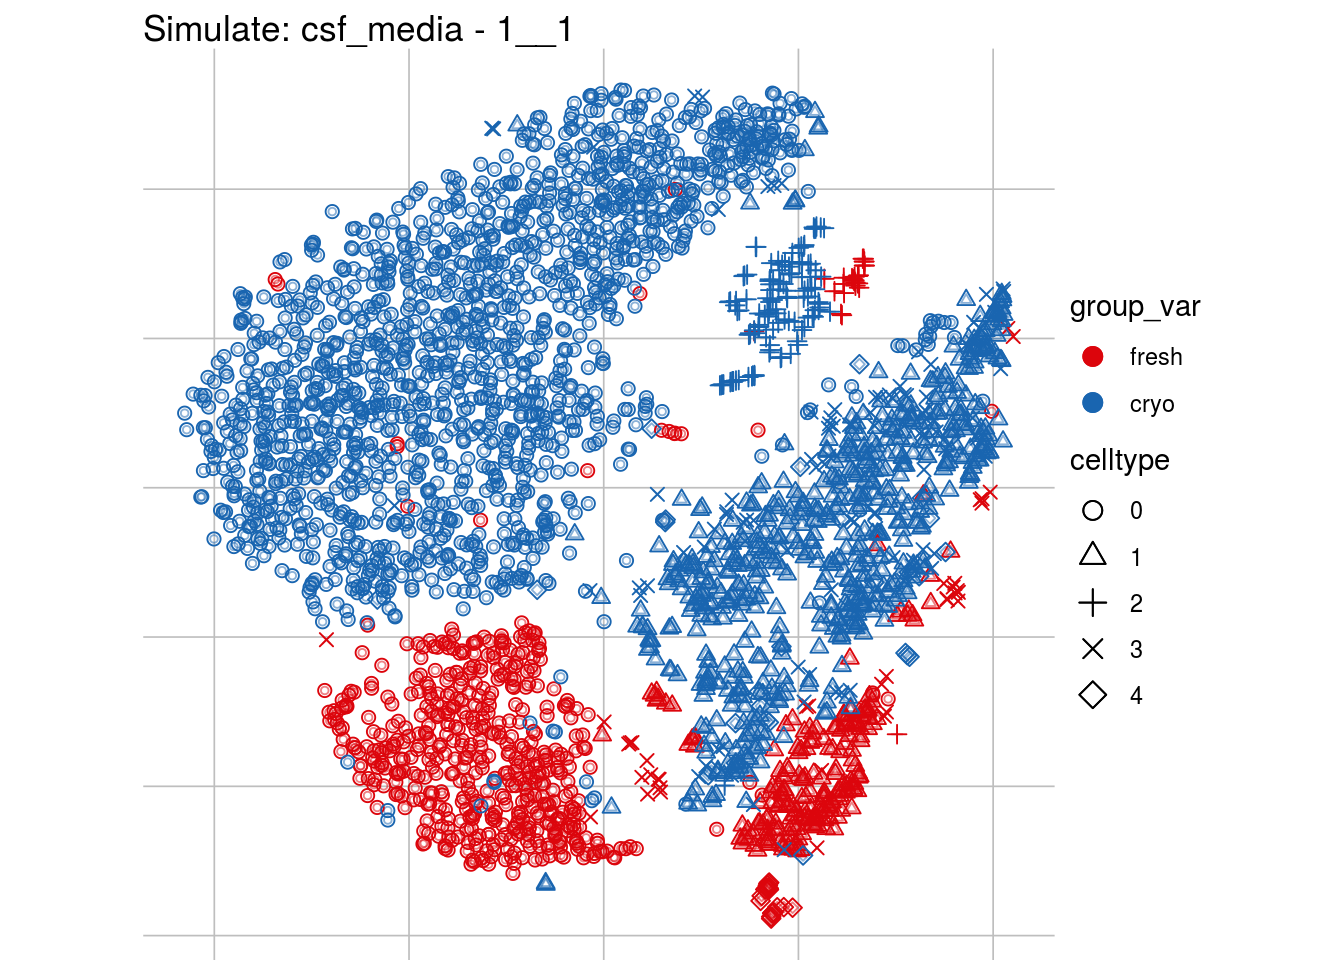 Simulate: csf_media - 1__1
group_var
fresh
cryo
celltype
0
1
2
3
4